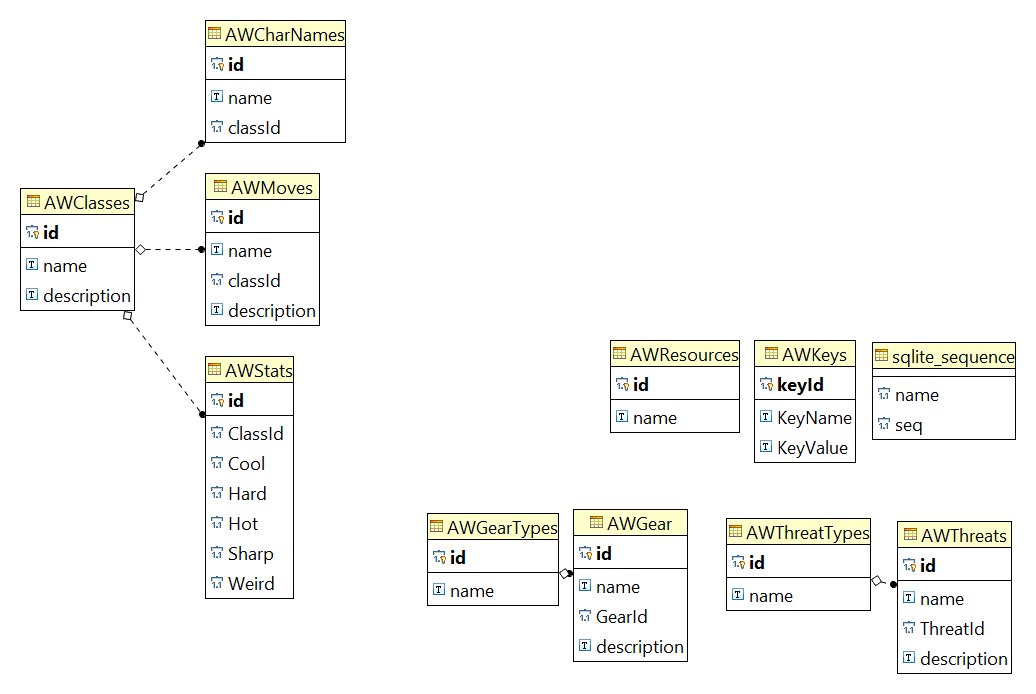 AWCharNames
id
name
classId
AWClasses
id
name
description
AWMoves
id
name
classId
description
AWStats
id
ClassId
Cool
Hard
Hot
Sharp
Weird
AWResources
id
name
AWKeys
keyId
KeyName
KeyValue
sqlite_sequence
name
seq
AWGearTypes
id
name
AWGear
id
name
GearId
description
AWThreatTypes
id
name
AWThreats
id
name
ThreatId
description